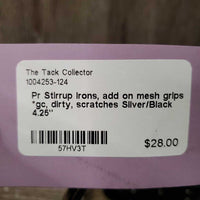 The Tack Collector
1004253-124
Pr Stirrup Irons, add on mesh grips
*gc, dirty, scratches Silver/Black
4.25"
57HV3T
$28.00